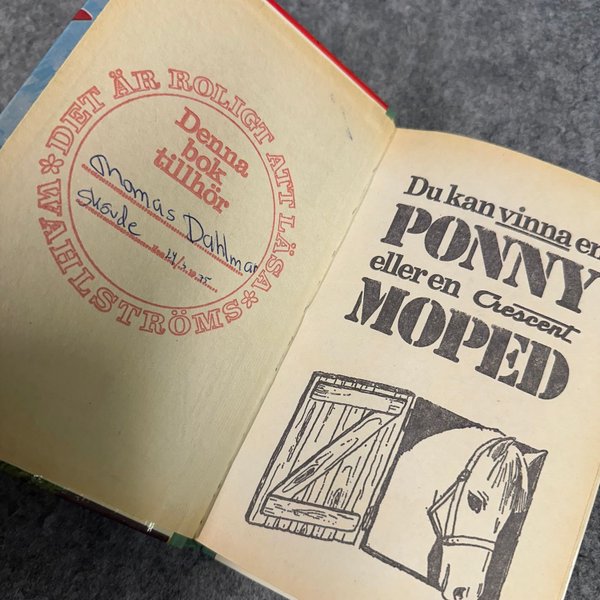 DET ÄR ROLIGT ATT LÄSA
WAHLSTRÖMS
Denna
bok
tillhör
Thomas Dahlman
Skövde
Du kan vinna en
PONNY
eller en Crescent
MOPED